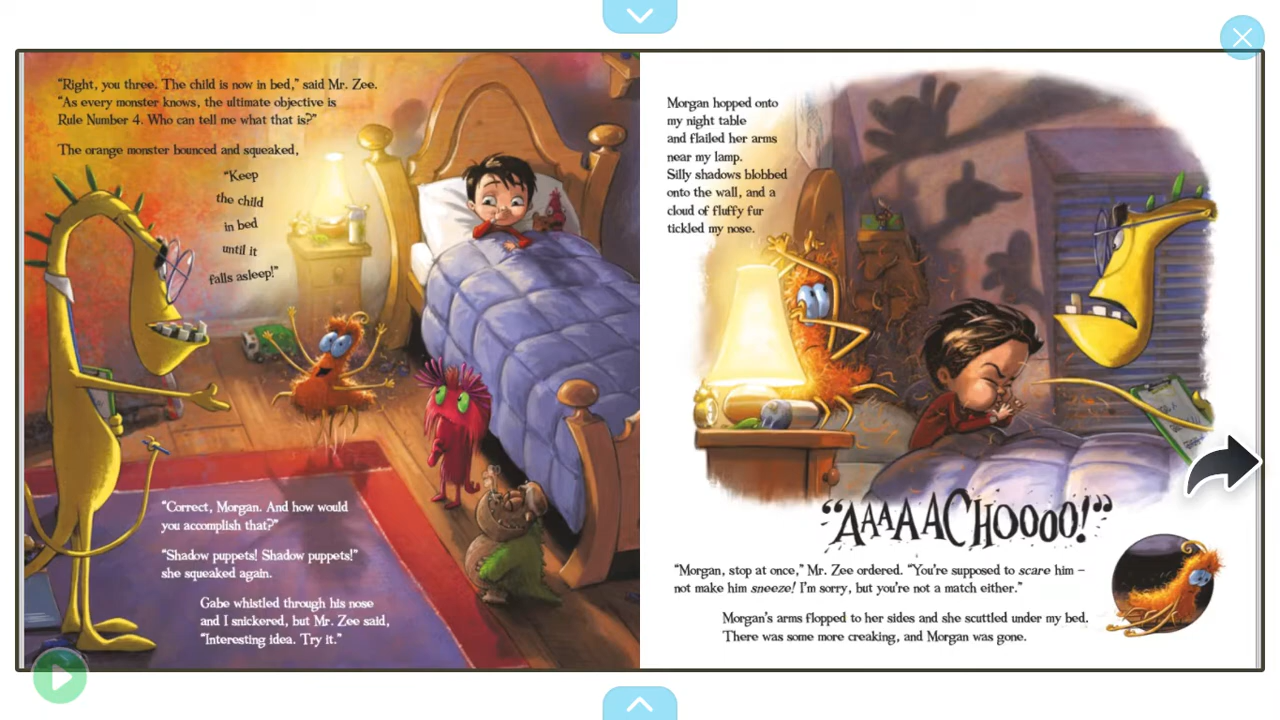 “Right, you three. The child is now in bed,” said Mr. Zee.
“As every monster knows, the ultimate objective is
Rule Number 4. Who can tell me what that is?”
The orange monster bounced and squeaked,
“Keep
the child
in bed
until it
falls asleep!”
“Correct, Morgan. And how would
you accomplish that?”
“Shadow puppets! Shadow puppets!”
she squeaked again.
Gabe whistled through his nose
and I snickered, but Mr. Zee said,
“Interesting idea. Try it.”
Morgan hopped onto
my night table
and flailed her arms
near my lamp.
Silly shadows blobbed
onto the wall, and a
cloud of fluffy fur
tickled my nose.
“AAAAACHOOOO!”
“Morgan, stop at once,” Mr. Zee ordered. “You’re supposed to scare him –
not make him sneeze! I’m sorry, but you’re not a match either.”
Morgan’s arms flopped to her sides and she scuttled under my bed.
There was some more creaking, and Morgan was gone.